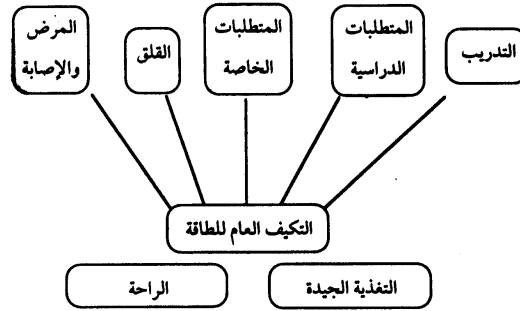 التدريب
المتطلبات
الدراسية
المتطلبات
الخاصة
القلق
المرض
والإصابة
التكيف العام للطاقة
التغذية الجيدة
الراحة